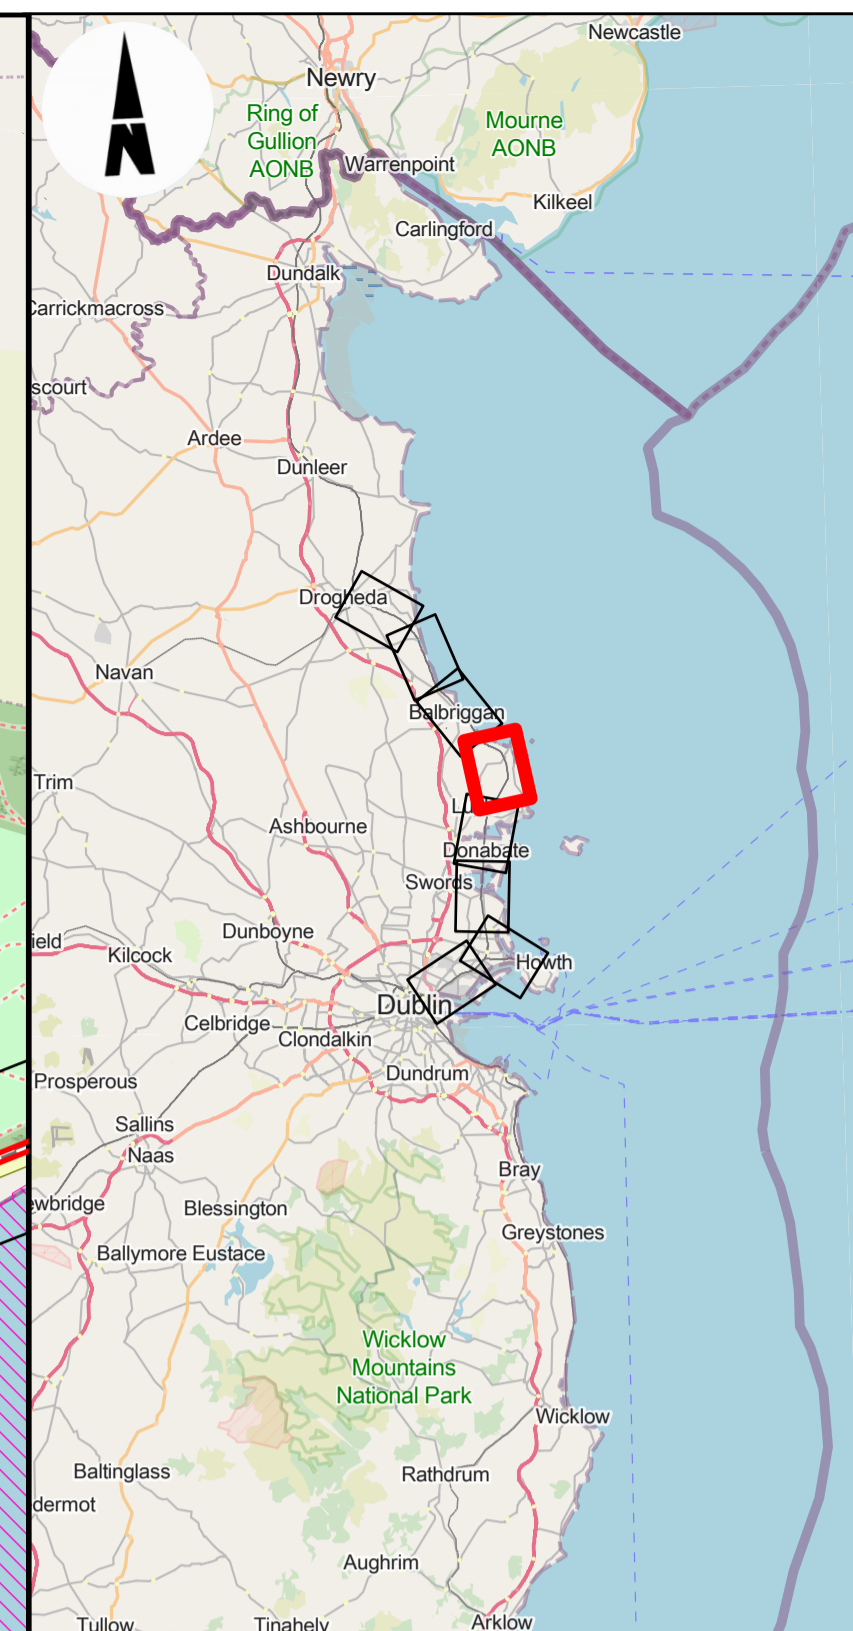 Newcastle
Newry
Ring of
Gullion
AONB
Mourne
AONB
Warrenpoint
Kilkeel
Carlingford
Dundalk
Carrickmacross
scourt
Ardee
Dunleer
Drogheda
Navan
Balbriggan
Trim
Lu
Ashbourne
Donabate
Swords
Dunboyne
ield
Kilcock
Howth
Dublin
Celbridge
Clondalkin
Dundrum
Prosperous
Sallins
Naas
Bray
ewbridge
Blessington
Greystones
Ballymore Eustace
Wicklow
Mountains
National Park
Wicklow
Baltinglass
Rathdrum
dermot
Aughrim
Tullow
Tinahely
Arklow
N